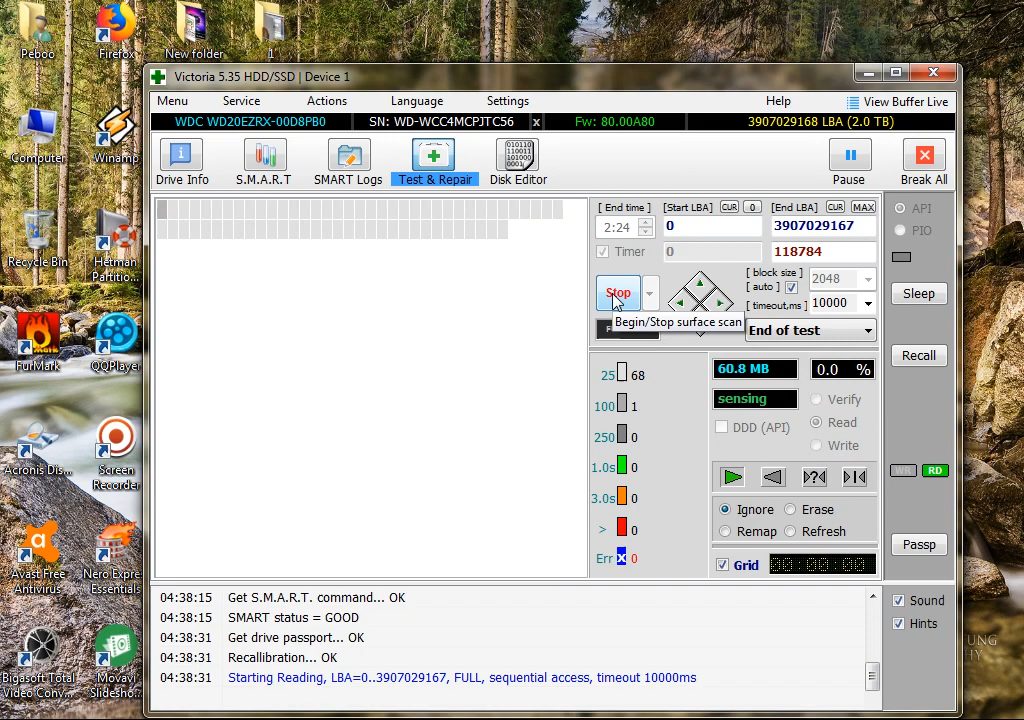 Peboo
Firefox
New folder
1
Computer
Winamp
Recycle Bin
Hetman
Partitio...
FurMark
QQPlayer
Acronis Dis...
Screen
Recorder
Avast Free
Antivirus
Nero Expre...
Essentials
Bigasoft Total
Video Conv...
Movavi
Slidesho...
Victoria 5.35 HDD/SSD | Device 1
Menu Service Actions Language Settings Help View Buffer Live
WDC WD20EZRX-00D8PB0 SN: WD-WCC4MCPJTC56 x Fw: 80.00A80 3907029168 LBA (2.0 TB)
Drive Info S.M.A.R.T SMART Logs Test & Repair Disk Editor Pause Break All
[ End time ] [Start LBA] CUR 0 [End LBA] CUR MAX
2:24 0 3907029167
Timer 0 118784
Stop
[ block size ] 2048
[ auto ]
[ timeout,ms ] 10000
Begin/Stop surface scan
End of test
25 68
100 1
250 0
1.0s 0
3.0s 0
> 0
Err x 0
60.8 MB 0.0 %
sensing
Verify
DDD (API) Read
Write
Ignore Erase
Remap Refresh
Grid 00:00:00
API
PIO
Sleep
Recall
WR RD
Passp
04:38:15 Get S.M.A.R.T. command... OK
04:38:15 SMART status = GOOD
04:38:31 Get drive passport... OK
04:38:31 Recallibration... OK
04:38:31 Starting Reading, LBA=0..3907029167, FULL, sequential access, timeout 10000ms
Sound
Hints